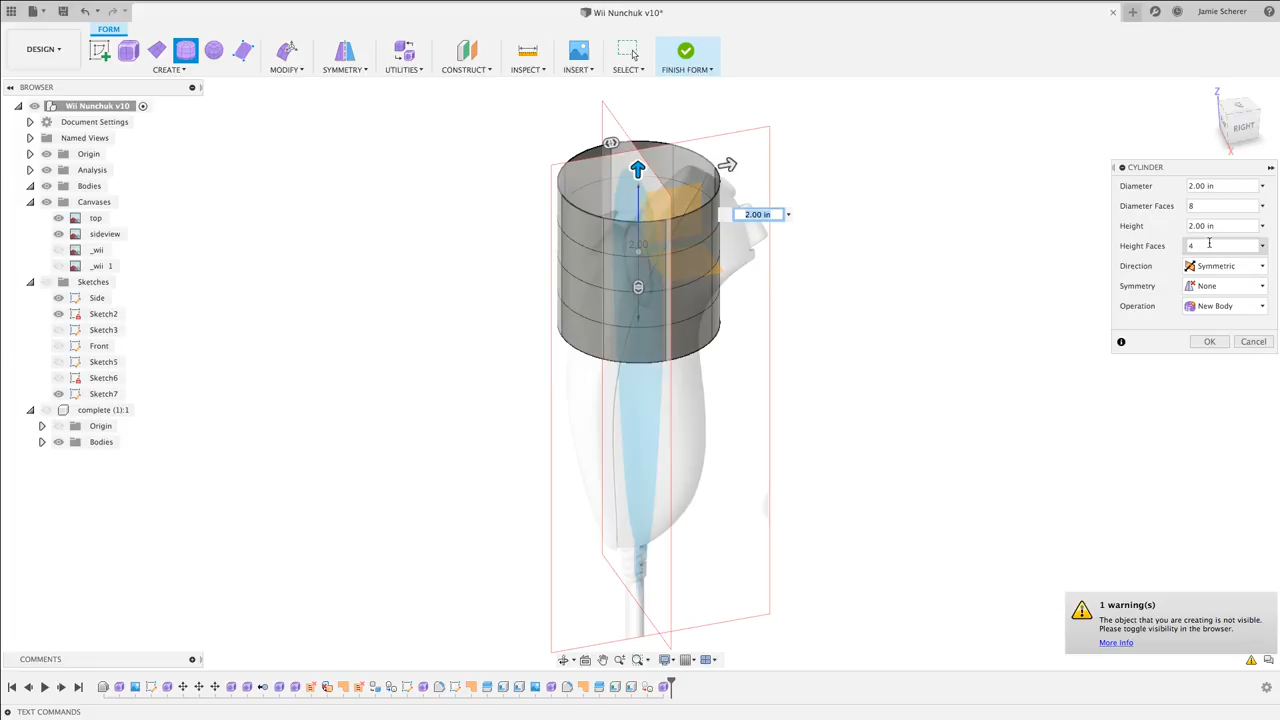 Wii Nunchuk v10*
Jamie Scherer
FORM
DESIGN
CREATE
MODIFY
SYMMETRY
UTILITIES
CONSTRUCT
INSPECT
INSERT
SELECT
FINISH FORM
BROWSER
Wii Nunchuk v10
Document Settings
Named Views
Origin
Analysis
Bodies
Canvases
top
sideview
_wii
_wii 1
Sketches
Side
Sketch2
Sketch3
Front
Sketch5
Sketch6
Sketch7
complete (1):1
Origin
Bodies
2.00
2.00 in
Z
RIGHT
X
CYLINDER
Diameter 2.00 in
Diameter Faces 8
Height 2.00 in
Height Faces 4
Direction Symmetric
Symmetry None
Operation New Body
OK Cancel
1 warning(s)
The object that you are creating is not visible.
Please toggle visibility in the browser.
More Info
COMMENTS
TEXT COMMANDS